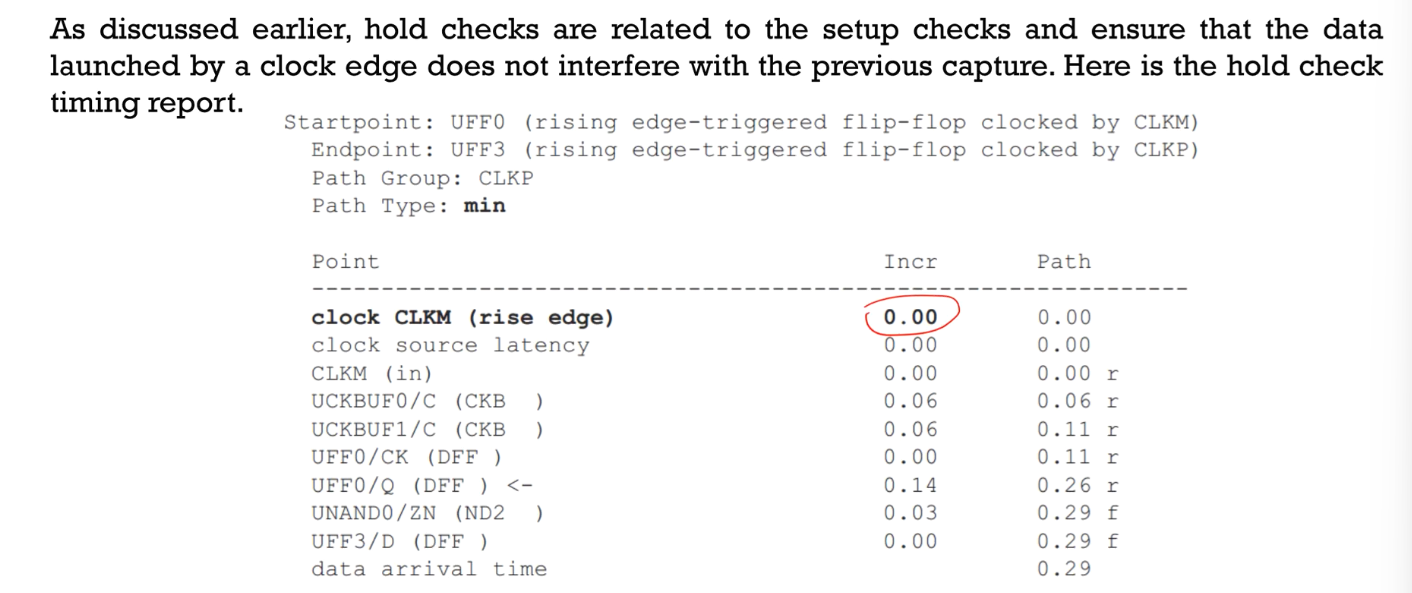 As discussed earlier, hold checks are related to the setup checks and ensure that the data
launched by a clock edge does not interfere with the previous capture. Here is the hold check
timing report.
Startpoint: UFF0 (rising edge-triggered flip-flop clocked by CLKM)
Endpoint: UFF3 (rising edge-triggered flip-flop clocked by CLKP)
Path Group: CLKP
Path Type: min
Point Incr Path
---------------------------------------------------------------
clock CLKM (rise edge) 0.00 0.00
clock source latency 0.00 0.00
CLKM (in) 0.00 0.00 r
UCKBUF0/C (CKB ) 0.06 0.06 r
UCKBUF1/C (CKB ) 0.06 0.11 r
UFF0/CK (DFF ) 0.00 0.11 r
UFF0/Q (DFF ) <- 0.14 0.26 r
UNAND0/ZN (ND2 ) 0.03 0.29 f
UFF3/D (DFF ) 0.00 0.29 f
data arrival time 0.29